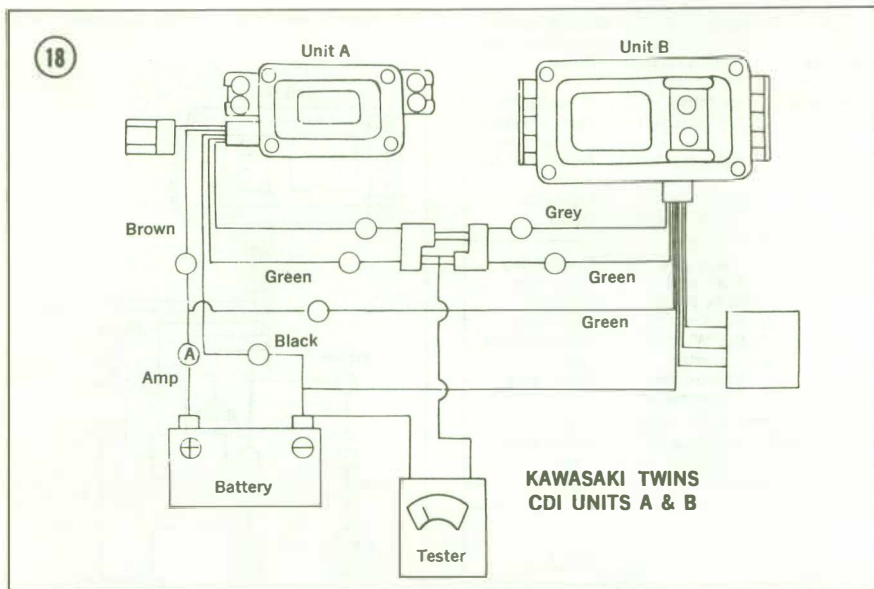 18
Unit A
Unit B
Brown
Grey
Green
Green
Green
Black
A
Amp
+
−
Battery
Tester
KAWASAKI TWINS
CDI UNITS A & B